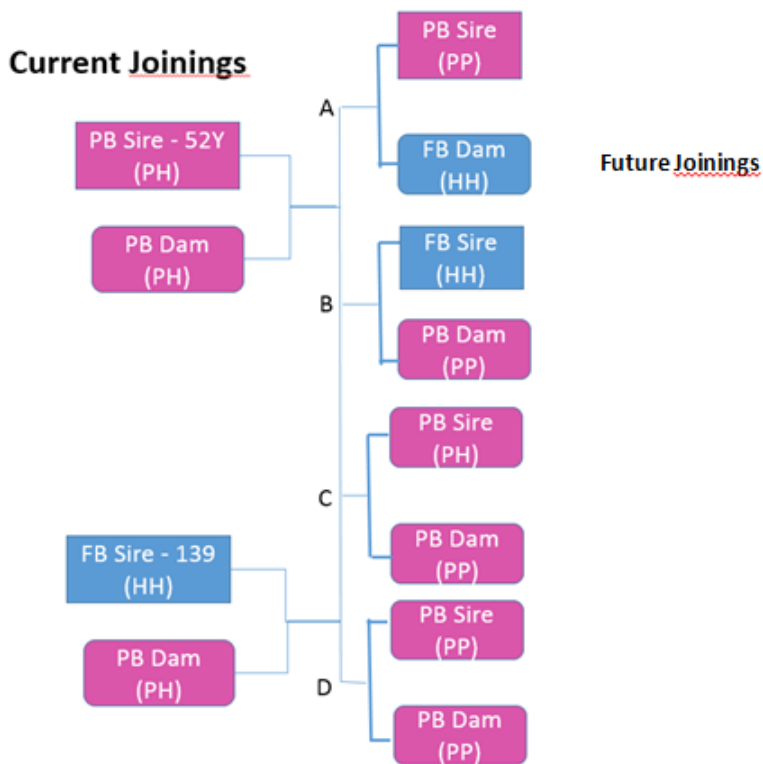 Current Joinings
PB Sire - 52Y
(PH)
PB Dam
(PH)
FB Sire - 139
(HH)
PB Dam
(PH)
A
PB Sire
(PP)
FB Dam
(HH)
B
FB Sire
(HH)
PB Dam
(PP)
C
PB Sire
(PH)
PB Dam
(PP)
D
PB Sire
(PP)
PB Dam
(PP)
Future Joinings